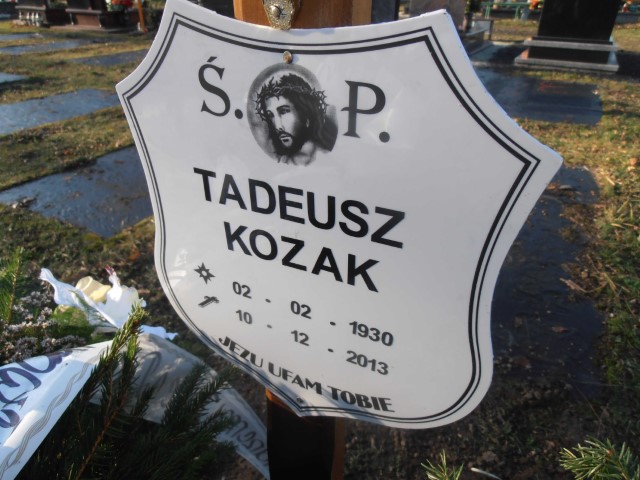 Ś. P.
TADEUSZ
KOZAK
02 - 02 - 1930
10 - 12 - 2013
JEZU UFAM TOBIE